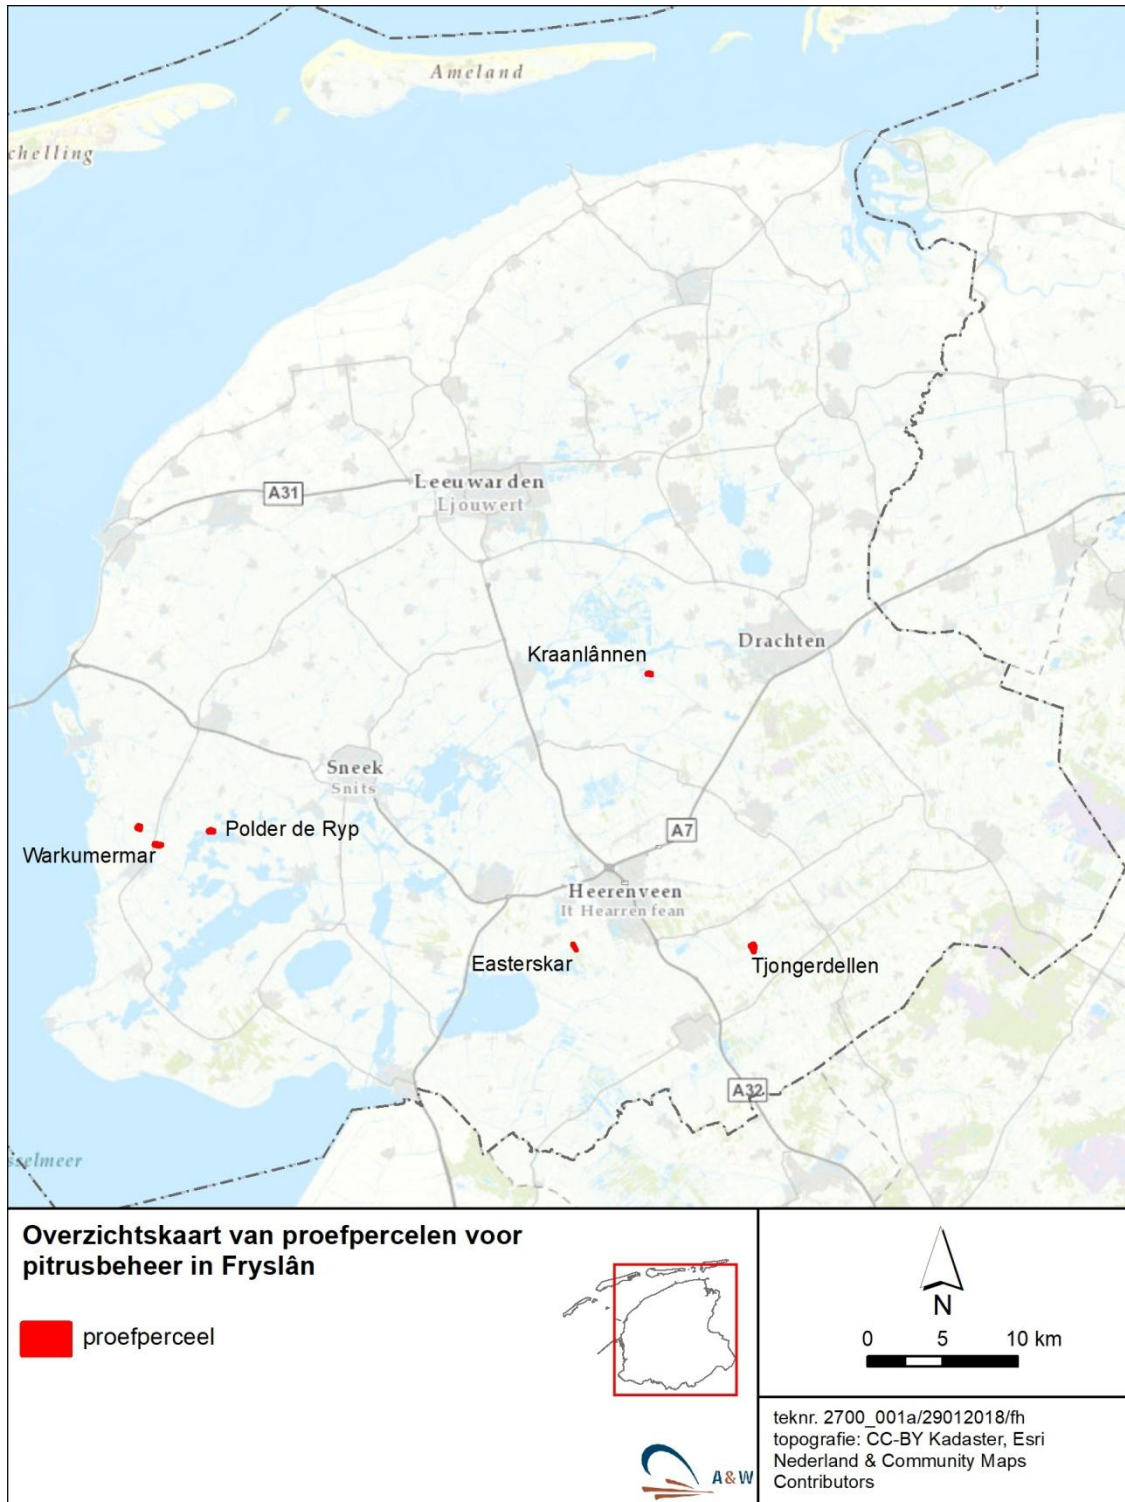 Ameland
chelling
Leeuwarden
Ljouwert
A31
Drachten
Kraanlânnen
Sneek
Snits
Polder de Ryp
Warkumermar
A7
Heerenveen
It Hearrenfean
Easterskar
Tjongerdellen
A32
sselmeer
Overzichtskaart van proefpercelen voor
pitrusbeheer in Fryslân
proefperceel
N
0 5 10 km
A&W
teknr. 2700_001a/29012018/fh
topografie: CC-BY Kadaster, Esri
Nederland & Community Maps
Contributors